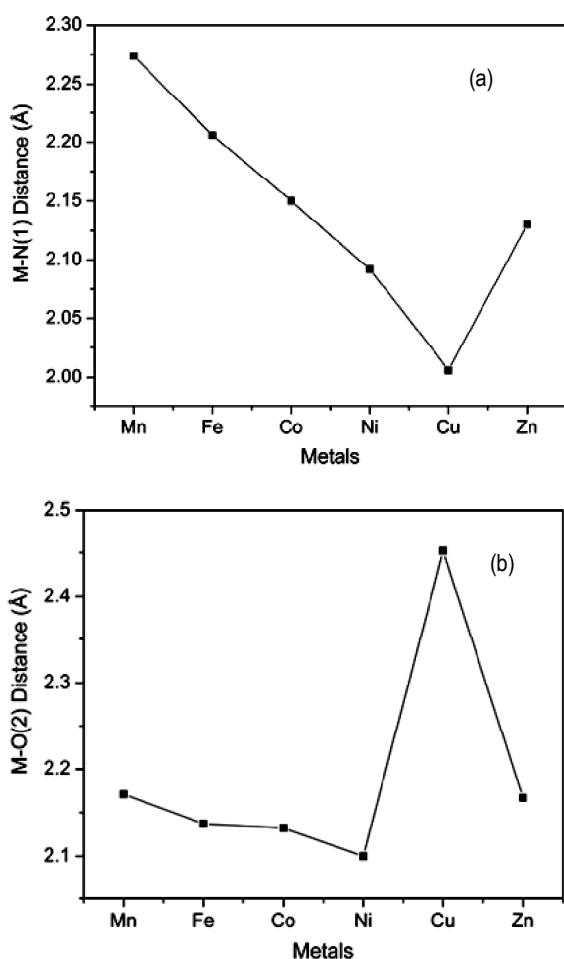 2.30
(a)
2.25
2.20
2.15
2.10
2.05
2.00
M-N(1) Distance (Å)
Mn Fe Co Ni Cu Zn
Metals
2.5
(b)
2.4
2.3
2.2
2.1
M-O(2) Distance (Å)
Mn Fe Co Ni Cu Zn
Metals